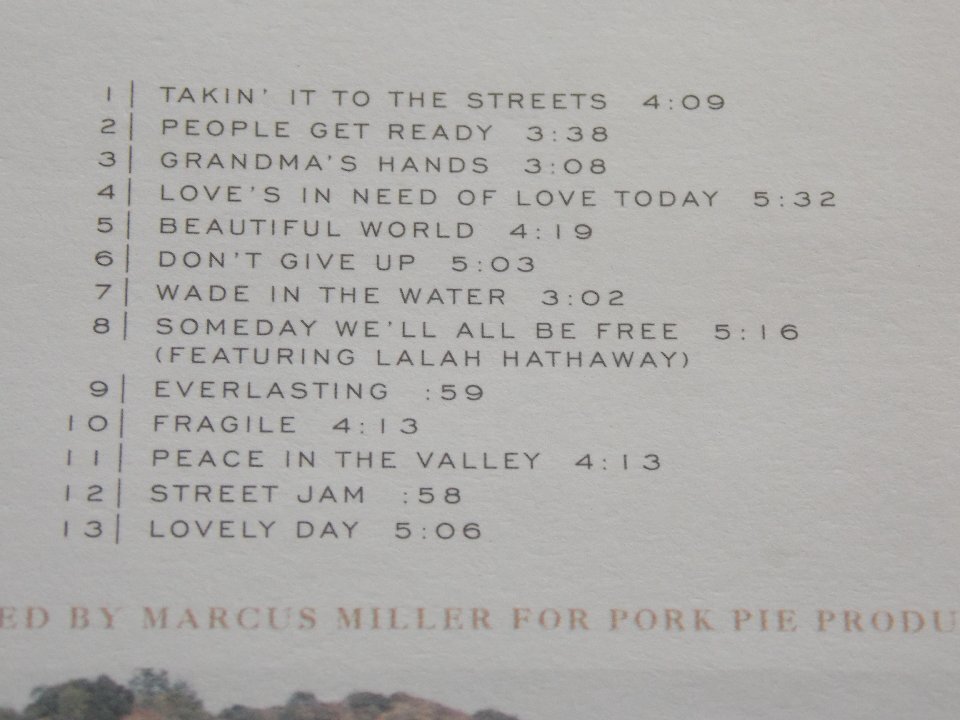 1| TAKIN' IT TO THE STREETS 4:09
2| PEOPLE GET READY 3:38
3| GRANDMA'S HANDS 3:08
4| LOVE'S IN NEED OF LOVE TODAY 5:32
5| BEAUTIFUL WORLD 4:19
6| DON'T GIVE UP 5:03
7| WADE IN THE WATER 3:02
8| SOMEDAY WE'LL ALL BE FREE 5:16
(FEATURING LALAH HATHAWAY)
9| EVERLASTING :59
10| FRAGILE 4:13
11| PEACE IN THE VALLEY 4:13
12| STREET JAM :58
13| LOVELY DAY 5:06
ED BY MARCUS MILLER FOR PORK PIE PRODU